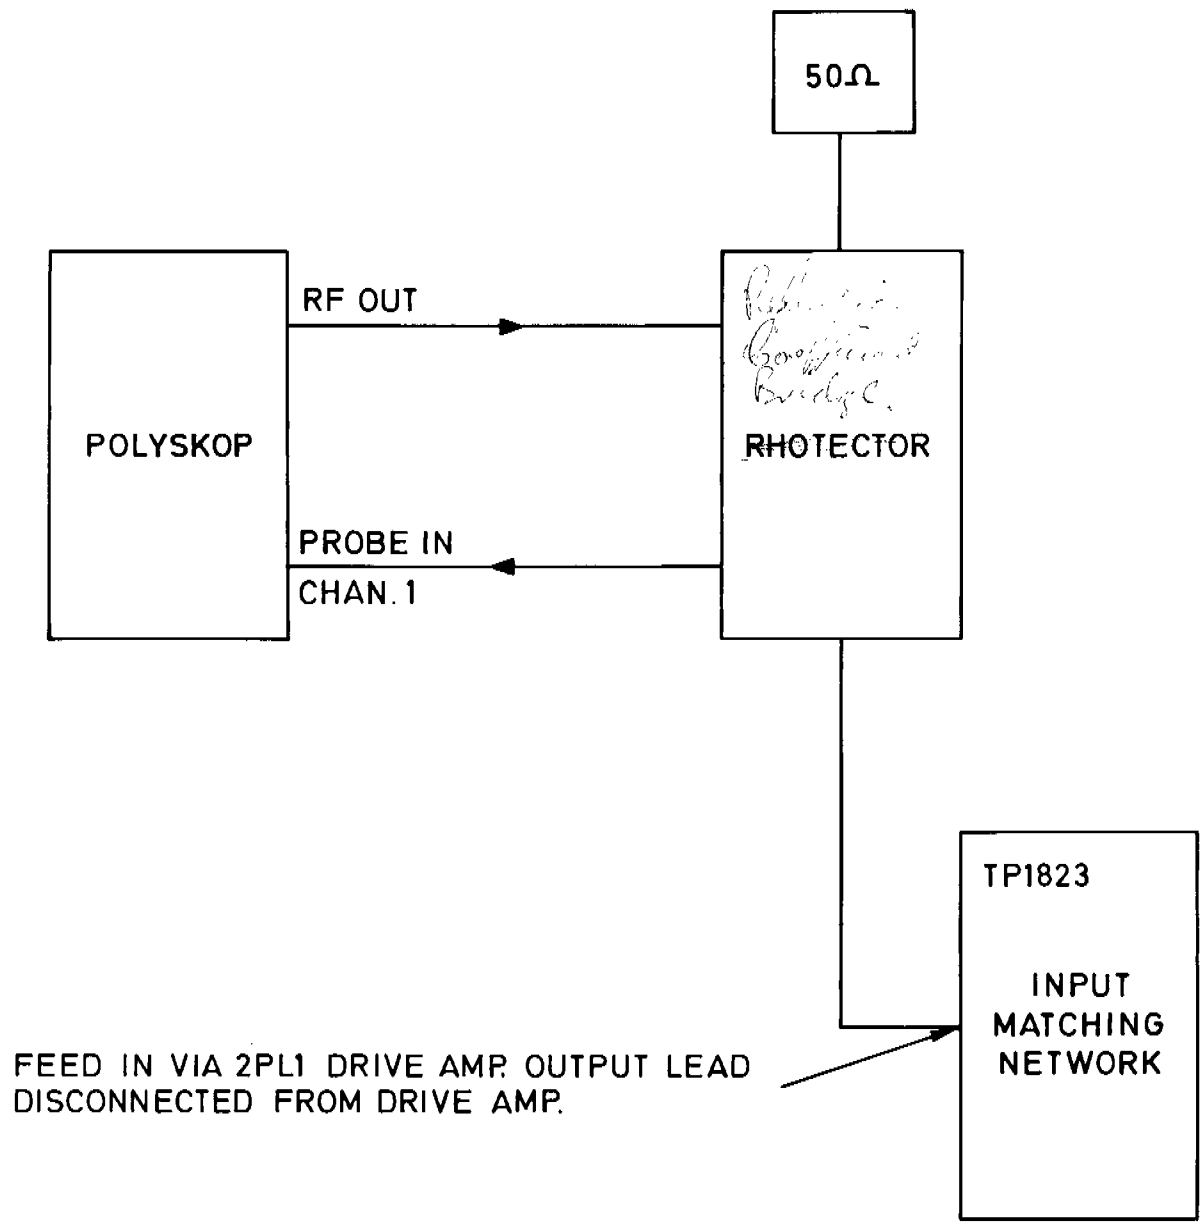 50Ω
RF OUT
POLYSKOP
Bridge.
RHOTECTOR
PROBE IN
CHAN. 1
TP1823
INPUT
MATCHING
NETWORK
FEED IN VIA 2PL1 DRIVE AMP. OUTPUT LEAD
DISCONNECTED FROM DRIVE AMP.